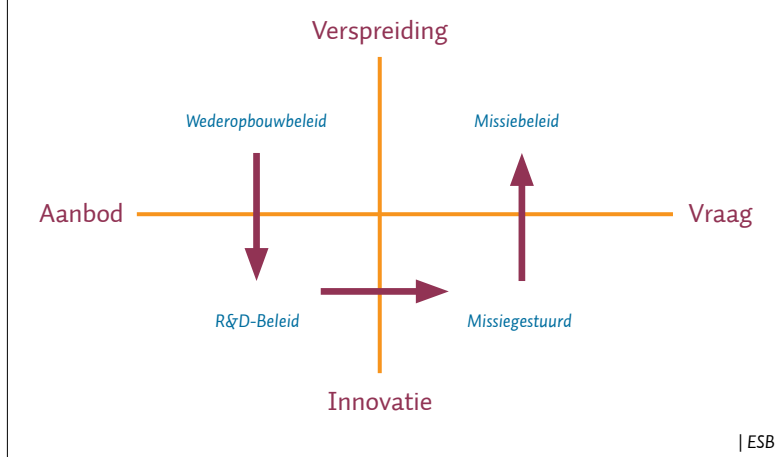 Verspreiding
Wederopbouwbeleid
Missiebeleid
Aanbod
Vraag
R&D-Beleid
Missiegestuurd
Innovatie
| ESB